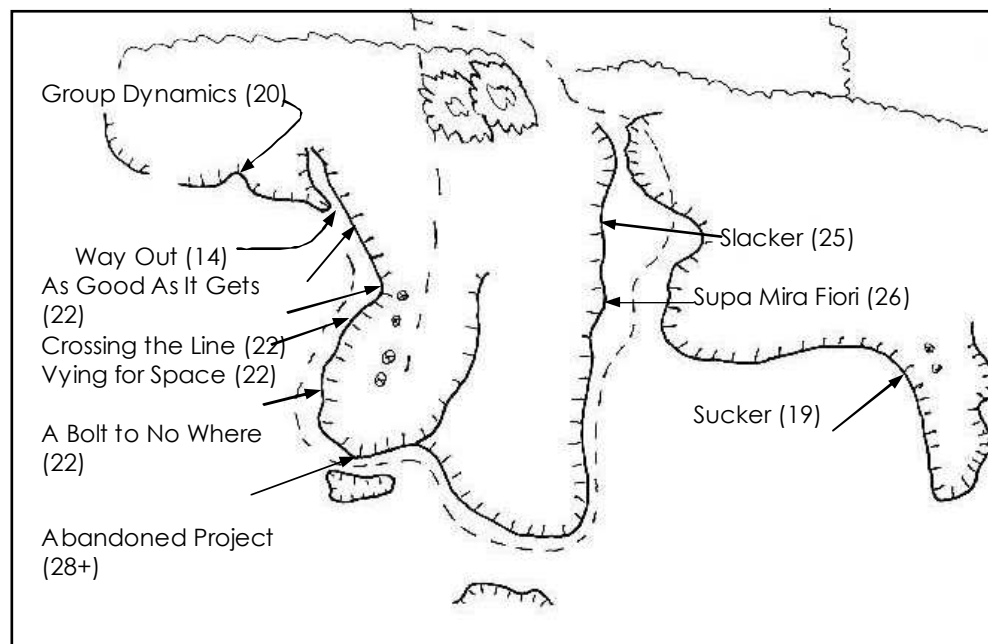 Group Dynamics (20)
Way Out (14)
As Good As It Gets
(22)
Crossing the Line (22)
Vying for Space (22)
A Bolt to No Where
(22)
Abandoned Project
(28+)
Slacker (25)
Supa Mira Fiori (26)
Sucker (19)